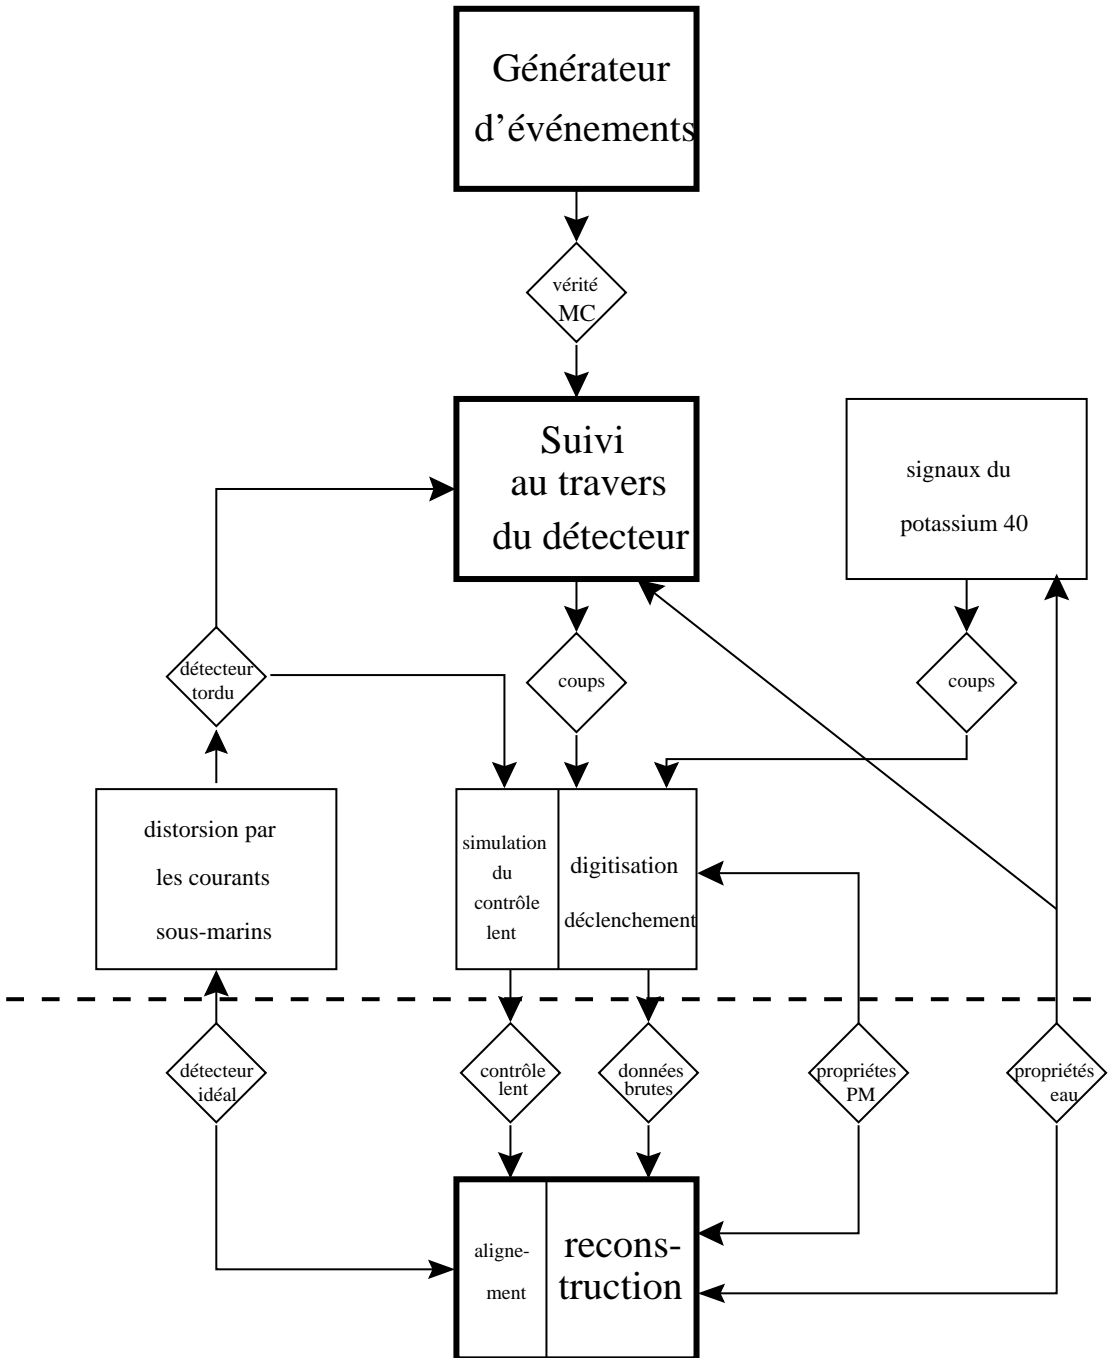 Générateur
d’événements
vérité
MC
Suivi
au travers
du détecteur
signaux du
potassium 40
détecteur
tordu
coups
coups
distorsion par
les courants
sous-marins
simulation
du
contrôle
lent
digitisation
déclenchement
détecteur
idéal
contrôle
lent
données
brutes
propriétes
PM
propriétés
eau
aligne-
ment
recons-
truction